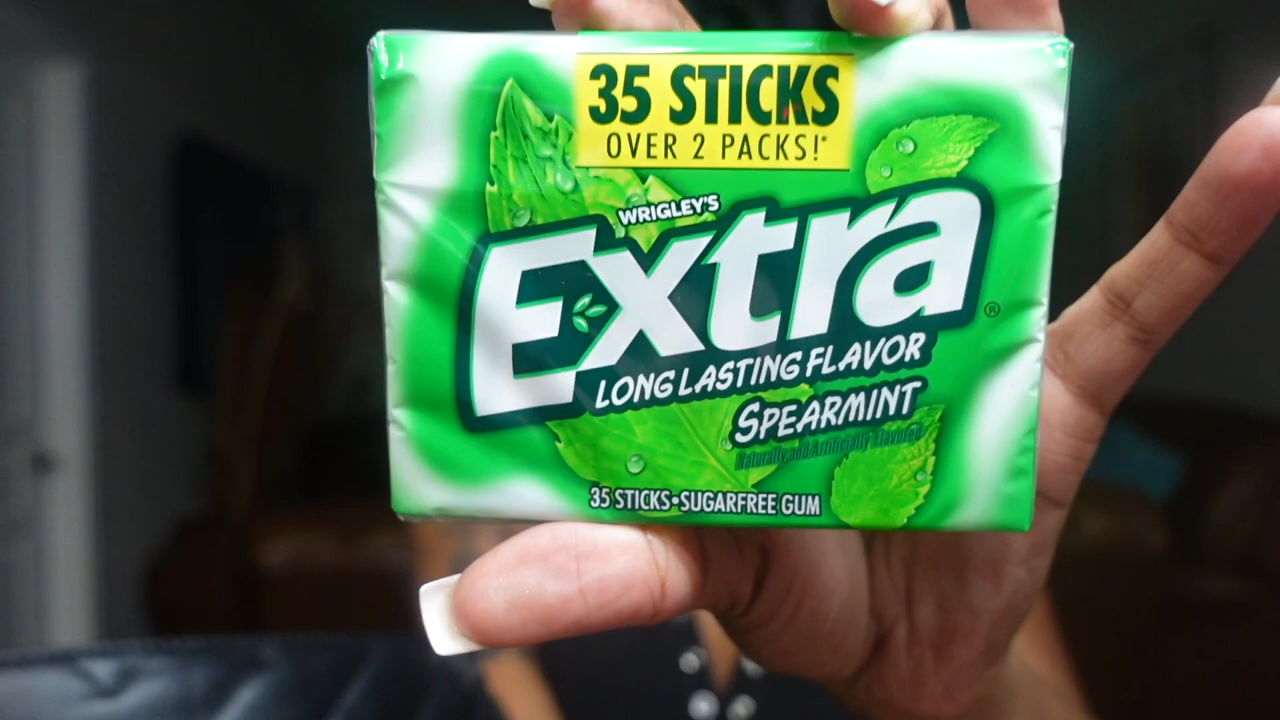 35 STICKS
OVER 2 PACKS!*
WRIGLEY'S
Extra
®
LONG LASTING FLAVOR
SPEARMINT
Naturally and Artificially Flavored
35 STICKS•SUGARFREE GUM